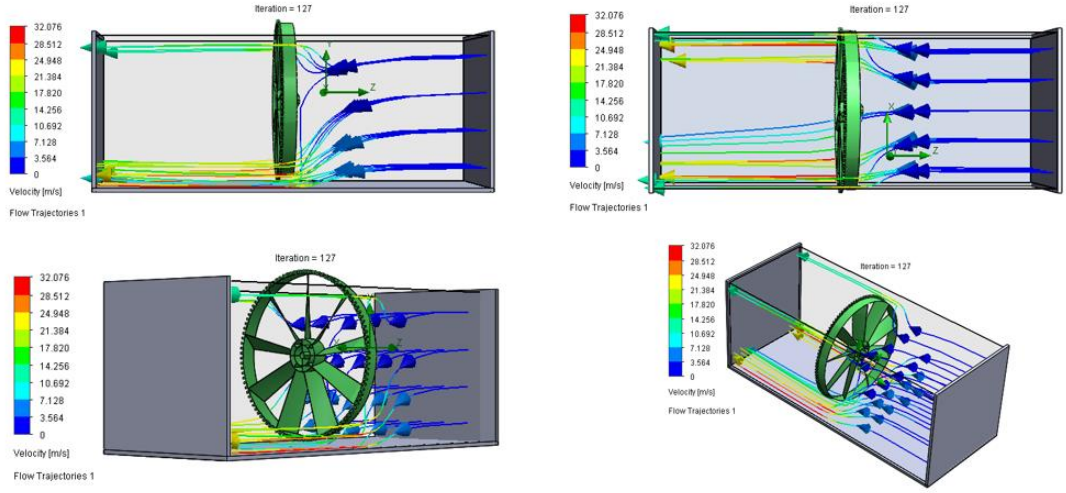 Iteration = 127
32.076
28.512
24.948
21.384
17.820
14.256
10.692
7.128
3.564
0
Velocity [m/s]
Flow Trajectories 1
Y
Z
Iteration = 127
32.076
28.512
24.948
21.384
17.820
14.256
10.692
7.128
3.564
0
Velocity [m/s]
Flow Trajectories 1
X
Z
Iteration = 127
32.076
28.512
24.948
21.384
17.820
14.256
10.692
7.128
3.564
0
Velocity [m/s]
Flow Trajectories 1
X
Z
Iteration = 127
32.076
28.512
24.948
21.384
17.820
14.256
10.692
7.128
3.564
0
Velocity [m/s]
Flow Trajectories 1